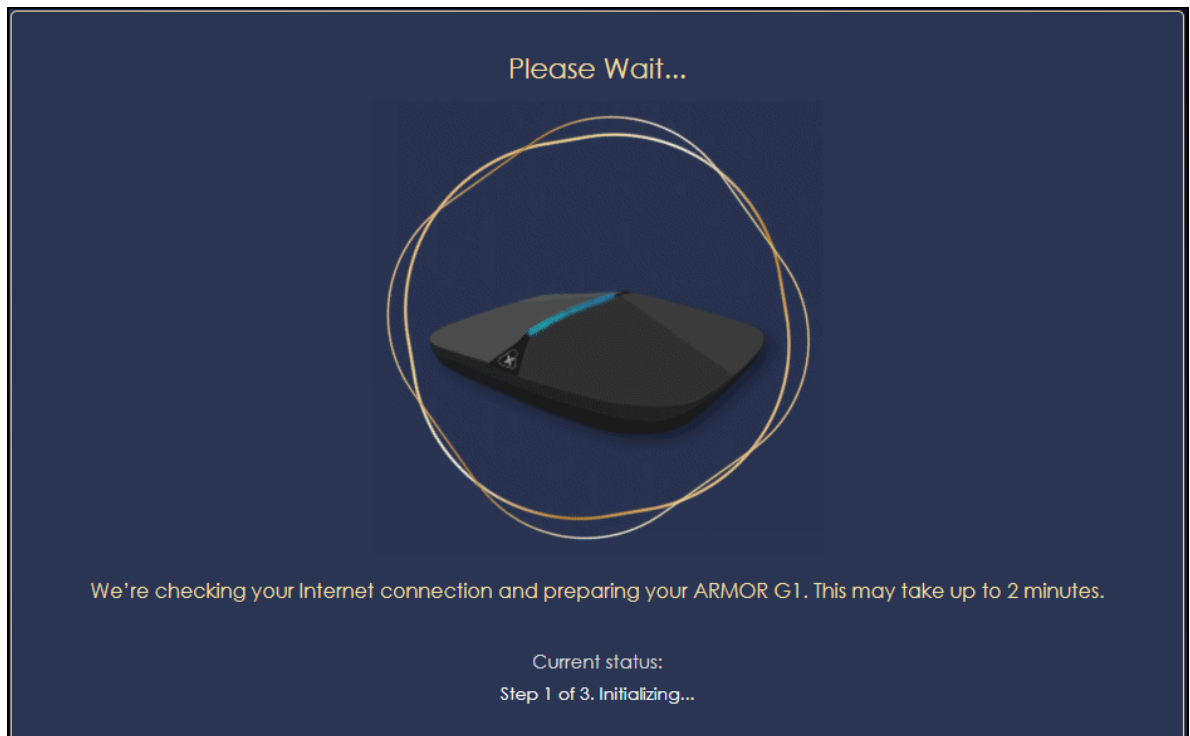 Please Wait...
We're checking your Internet connection and preparing your ARMOR G1. This may take up to 2 minutes.
Current status:
Step 1 of 3. Initializing...